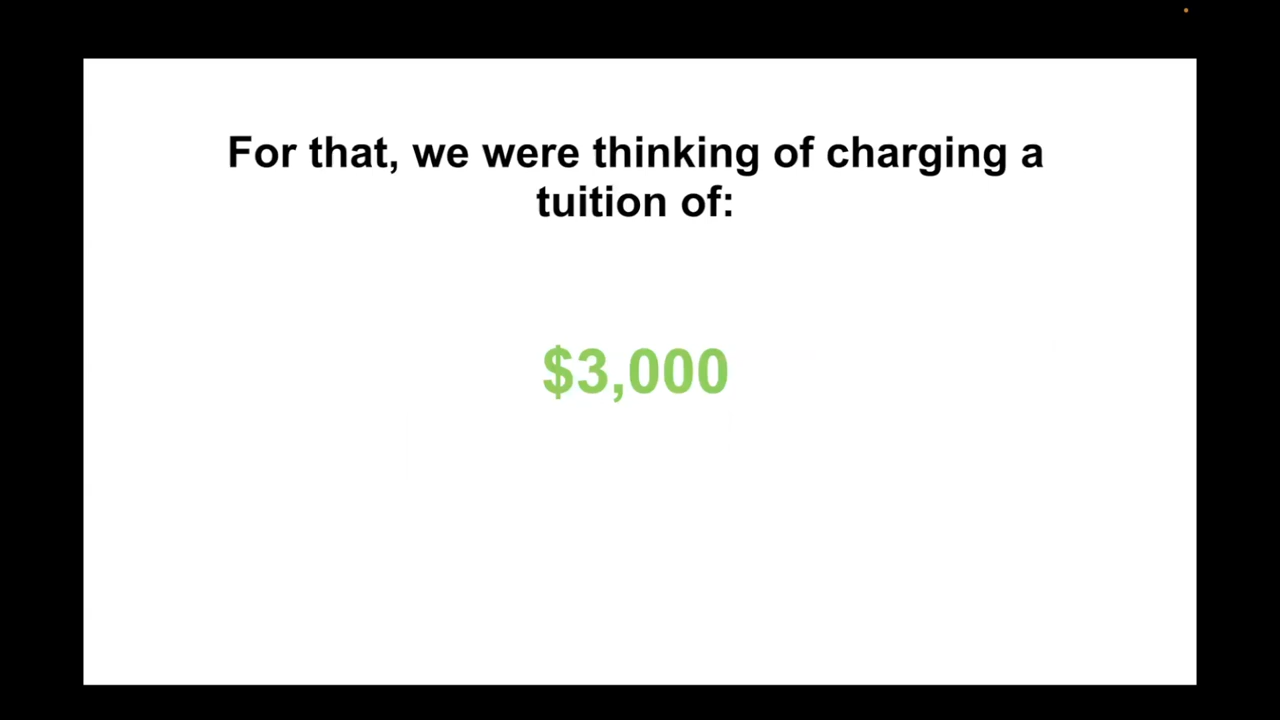 For that, we were thinking of charging a
tuition of:
$3,000